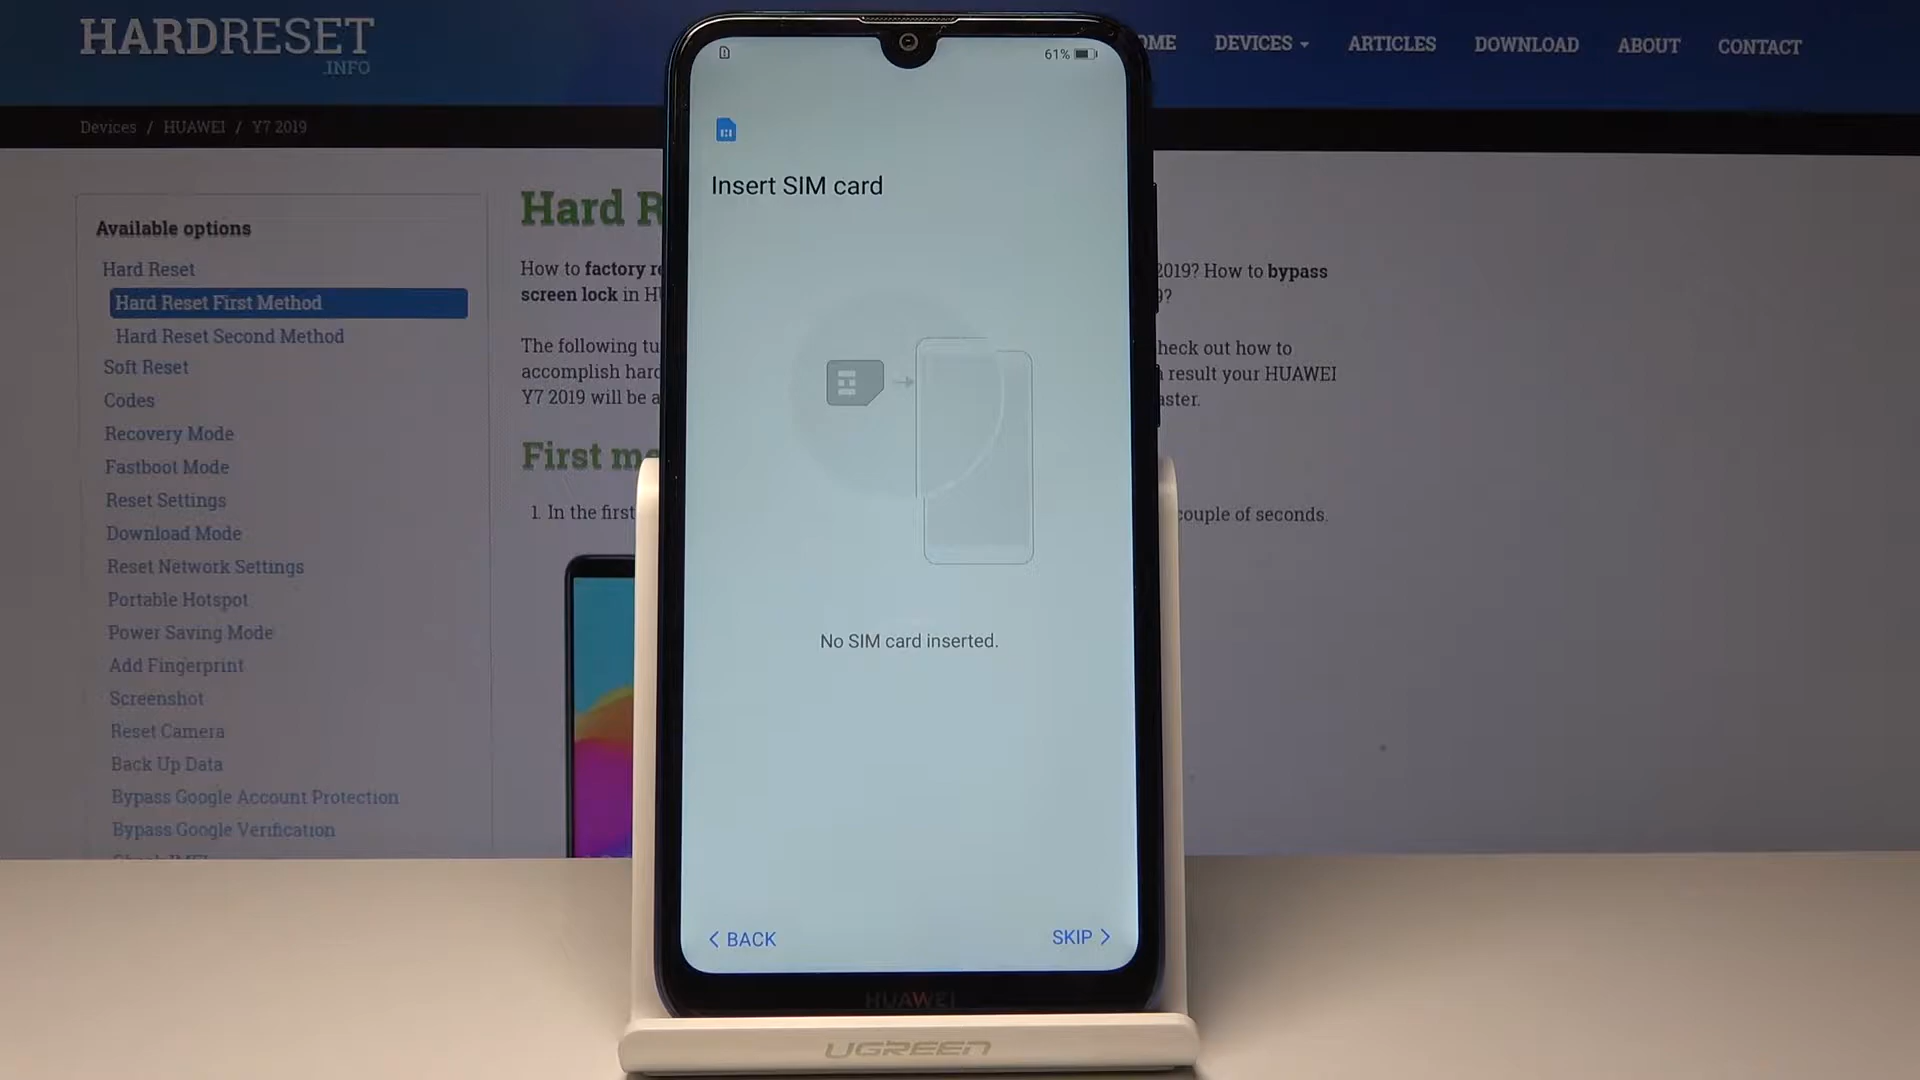 HARDRESET
.INFO
OME
DEVICES
ARTICLES
DOWNLOAD
ABOUT
CONTACT
Devices / HUAWEI / Y7 2019
Available options
Hard Reset
Hard Reset First Method
Hard Reset Second Method
Soft Reset
Codes
Recovery Mode
Fastboot Mode
Reset Settings
Download Mode
Reset Network Settings
Portable Hotspot
Power Saving Mode
Add Fingerprint
Screenshot
Reset Camera
Back Up Data
Bypass Google Account Protection
Bypass Google Verification
Hard R
How to factory re 2019? How to bypass
screen lock in H 9?
The following tu heck out how to
accomplish hard result your HUAWEI
Y7 2019 will be a aster.
First me
1. In the first couple of seconds.
61%
Insert SIM card
No SIM card inserted.
BACK
SKIP
HUAWEI
UGREEN